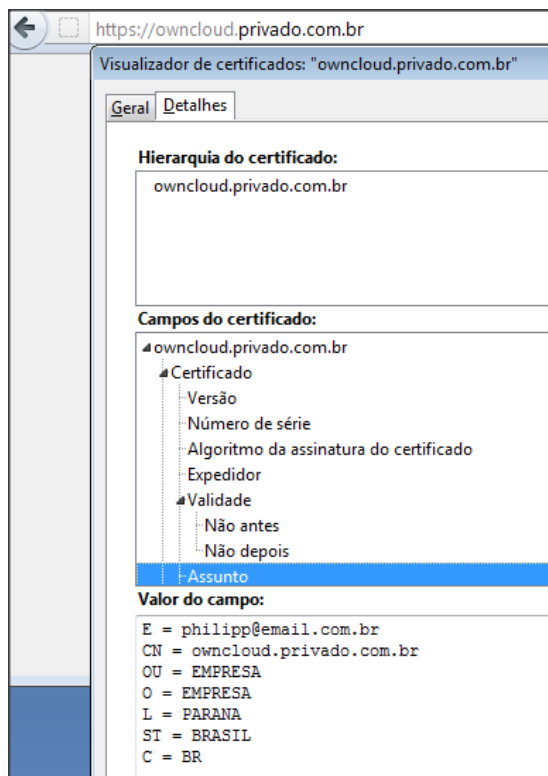 https://owncloud.privado.com.br
Visualizador de certificados: "owncloud.privado.com.br"
Geral Detalhes
Hierarquia do certificado:
owncloud.privado.com.br
Campos do certificado:
owncloud.privado.com.br
Certificado
Versão
Número de série
Algoritmo da assinatura do certificado
Expedidor
Validade
Não antes
Não depois
Assunto
Valor do campo:
E = philipp@email.com.br
CN = owncloud.privado.com.br
OU = EMPRESA
O = EMPRESA
L = PARANA
ST = BRASIL
C = BR